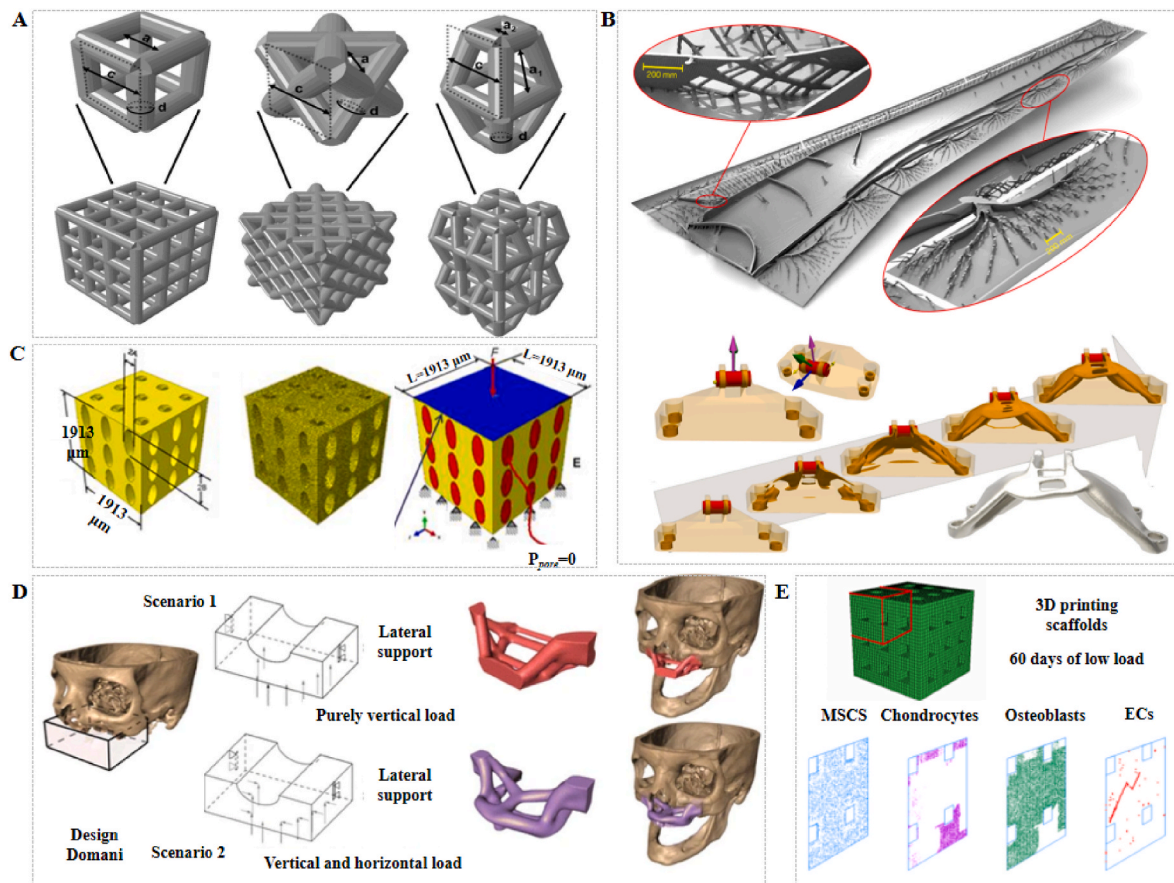 A
a
c
d
a
c
d
a₂
c
a₁
d
B
200 mm
C
1913
μm
1913
μm
F
L=1913 μm
L=1913 μm
E
P_pore=0
D
Scenario 1
Lateral
support
Purely vertical load
Lateral
support
Design
Domani
Scenario 2
Vertical and horizontal load
E
3D printing
scaffolds
60 days of low load
MSCS
Chondrocytes
Osteoblasts
ECs